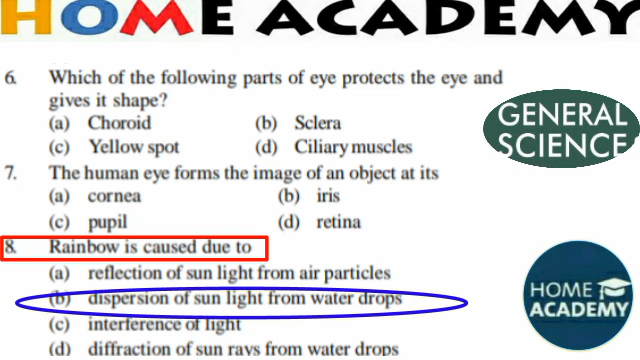 HOME ACADEMY
6. Which of the following parts of eye protects the eye and
gives it shape?
(a) Choroid (b) Sclera
(c) Yellow spot (d) Ciliary muscles
7. The human eye forms the image of an object at its
(a) cornea (b) iris
(c) pupil (d) retina
8. Rainbow is caused due to
(a) reflection of sun light from air particles
(b) dispersion of sun light from water drops
(c) interference of light
(d) diffraction of sun rays from water drops
GENERAL
SCIENCE
HOME
ACADEMY